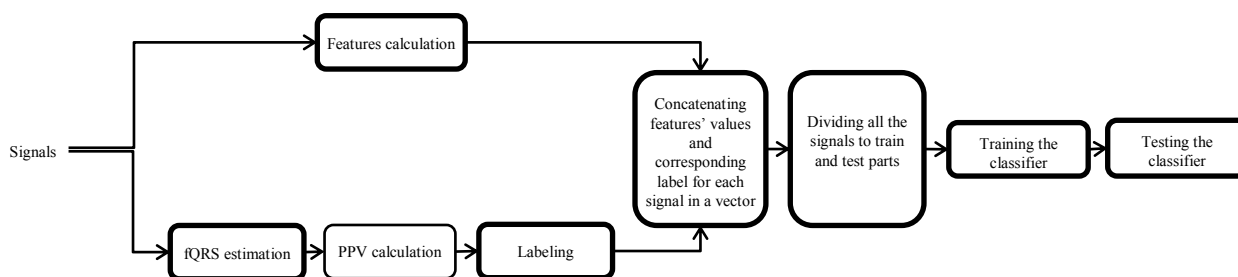 Signals
Features calculation
fQRS estimation
PPV calculation
Labeling
Concatenating
features’ values
and
corresponding
label for each
signal in a vector
Dividing all the
signals to train
and test parts
Training the
classifier
Testing the
classifier